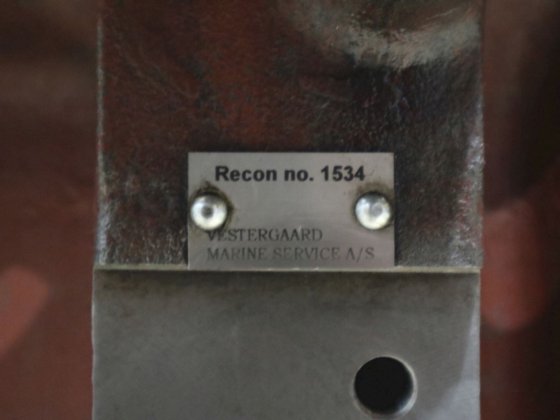 Recon no. 1534
VESTERGAARD
MARINE SERVICE A/S